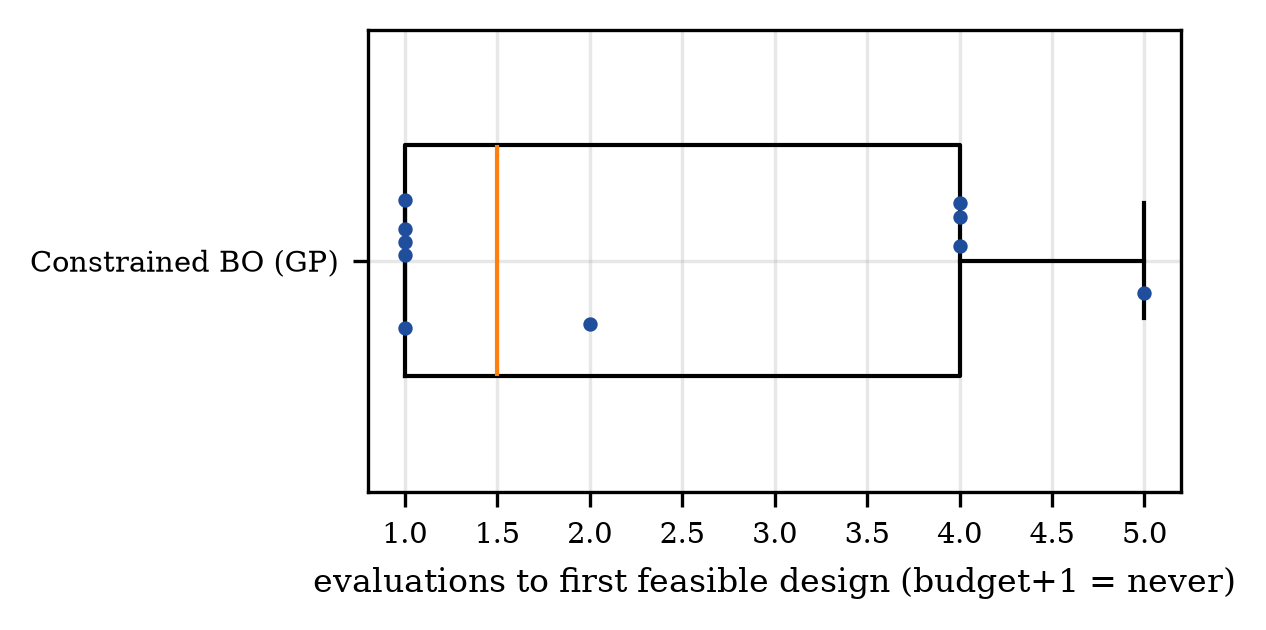 Constrained BO (GP)
1.0 1.5 2.0 2.5 3.0 3.5 4.0 4.5 5.0
evaluations to first feasible design (budget+1 = never)